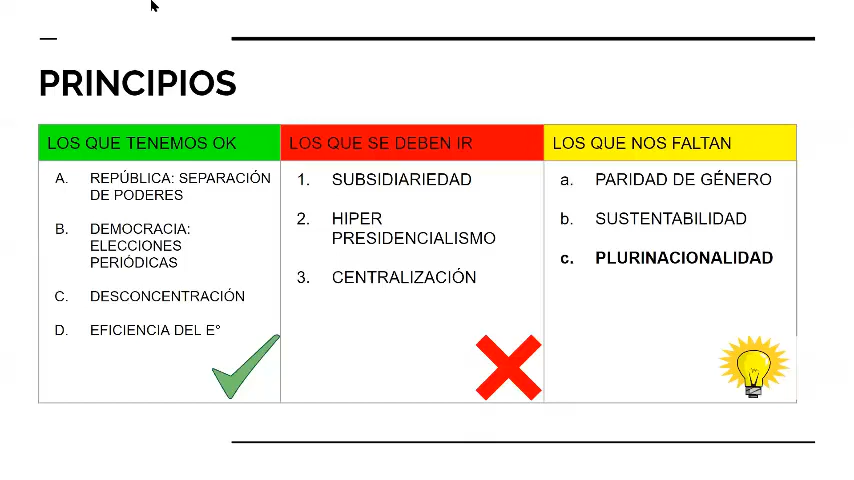 PRINCIPIOS
LOS QUE TENEMOS OK
A. REPÚBLICA: SEPARACIÓN
DE PODERES
B. DEMOCRACIA:
ELECCIONES
PERIÓDICAS
C. DESCONCENTRACIÓN
D. EFICIENCIA DEL E°
LOS QUE SE DEBEN IR
1. SUBSIDIARIEDAD
2. HIPER
PRESIDENCIALISMO
3. CENTRALIZACIÓN
LOS QUE NOS FALTAN
a. PARIDAD DE GÉNERO
b. SUSTENTABILIDAD
c. PLURINACIONALIDAD